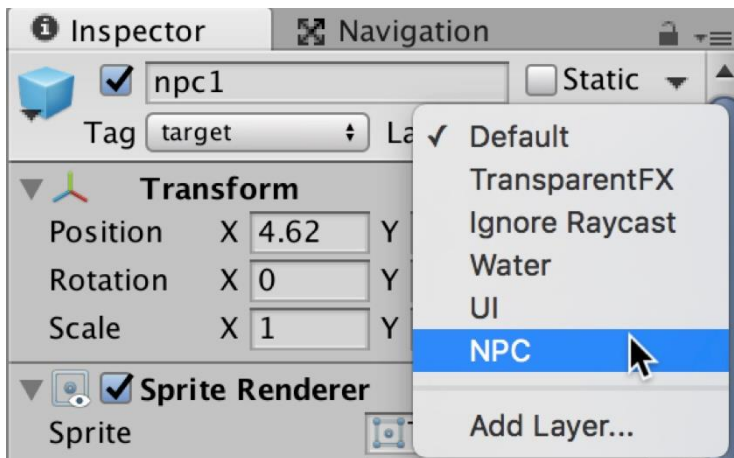 Inspector Navigation
npc1 Static
Tag target La
✓ Default
TransparentFX
Ignore Raycast
Water
UI
NPC
Add Layer...
Transform
Position X 4.62 Y
Rotation X 0 Y
Scale X 1 Y
Sprite Renderer
Sprite